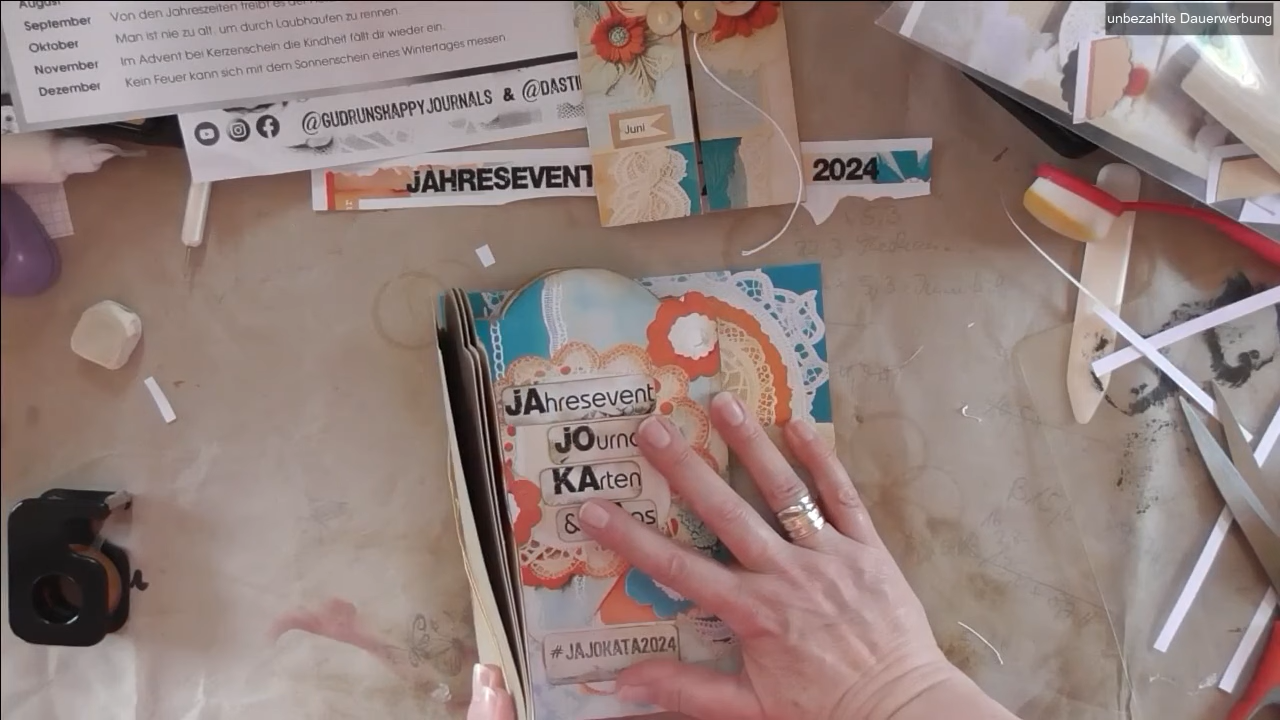 unbezahlte Dauerwerbung
August
September Von den Jahreszeiten treibt es
Oktober Man ist nie zu alt, um durch Laubhaufen zu rennen.
November Im Advent bei Kerzenschein die Kindheit fällt dir wieder ein.
Dezember Kein Feuer kann sich mit dem Sonnenschein eines Wintertages messen
@GUDRUNSHAPPYJOURNALS & @DASTI
Juni
JAHRESEVENT 2024
JAhresevent
JOurna
KArten
&
#JAJOKATA2024